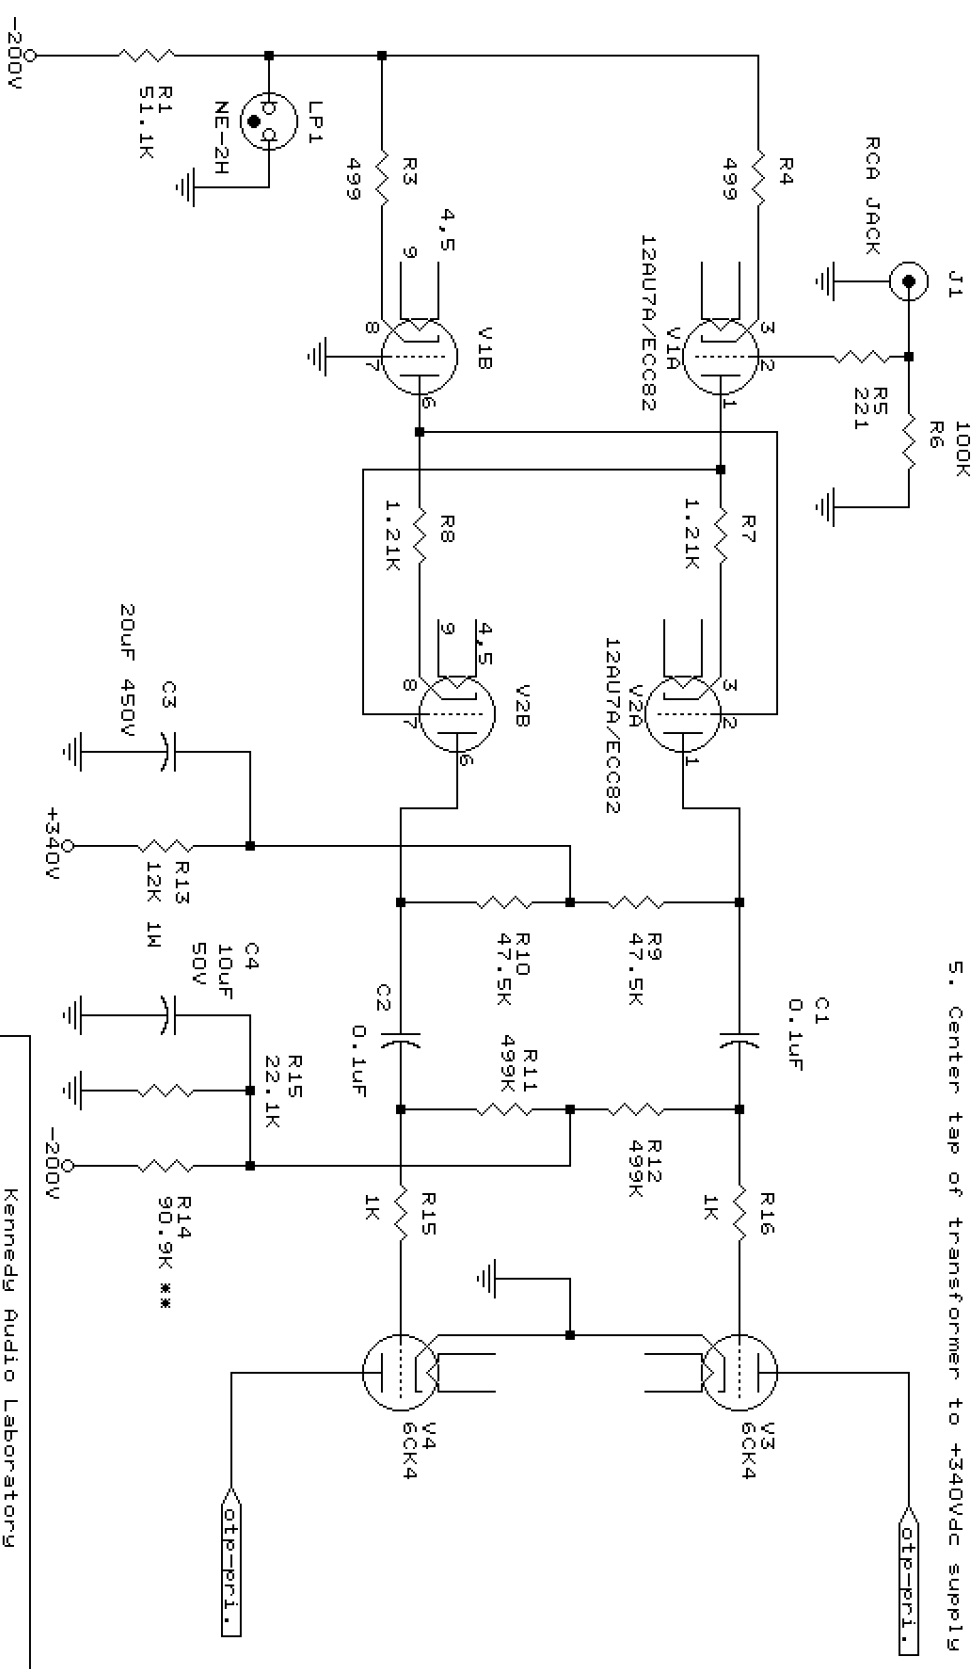 5. Center tap of transformer to +340Vdc supply
J1
RCA JACK
100K
R6
R5
221
R4
499
12AU7A/ECC82
V1A
3
2
1
R7
1.21K
12AU7A/ECC82
V2A
3
2
1
C1
0.1uF
R9
47.5K
R12
499K
R16
1K
V3
6CK4
otp-pri.
LP1
NE-2H
R1
51.1K
-200V
R3
499
4,5
9
V1B
8
7
6
R8
1.21K
4,5
9
V2B
8
7
6
R10
47.5K
C2
0.1uF
R11
499K
R15
1K
V4
6CK4
otp-pri.
C3
20uF 450V
+340V
R13
12K 1W
C4
10uF
50V
R15
22.1K
-200V
R14
90.9K **
Kennedy Audio Laboratory